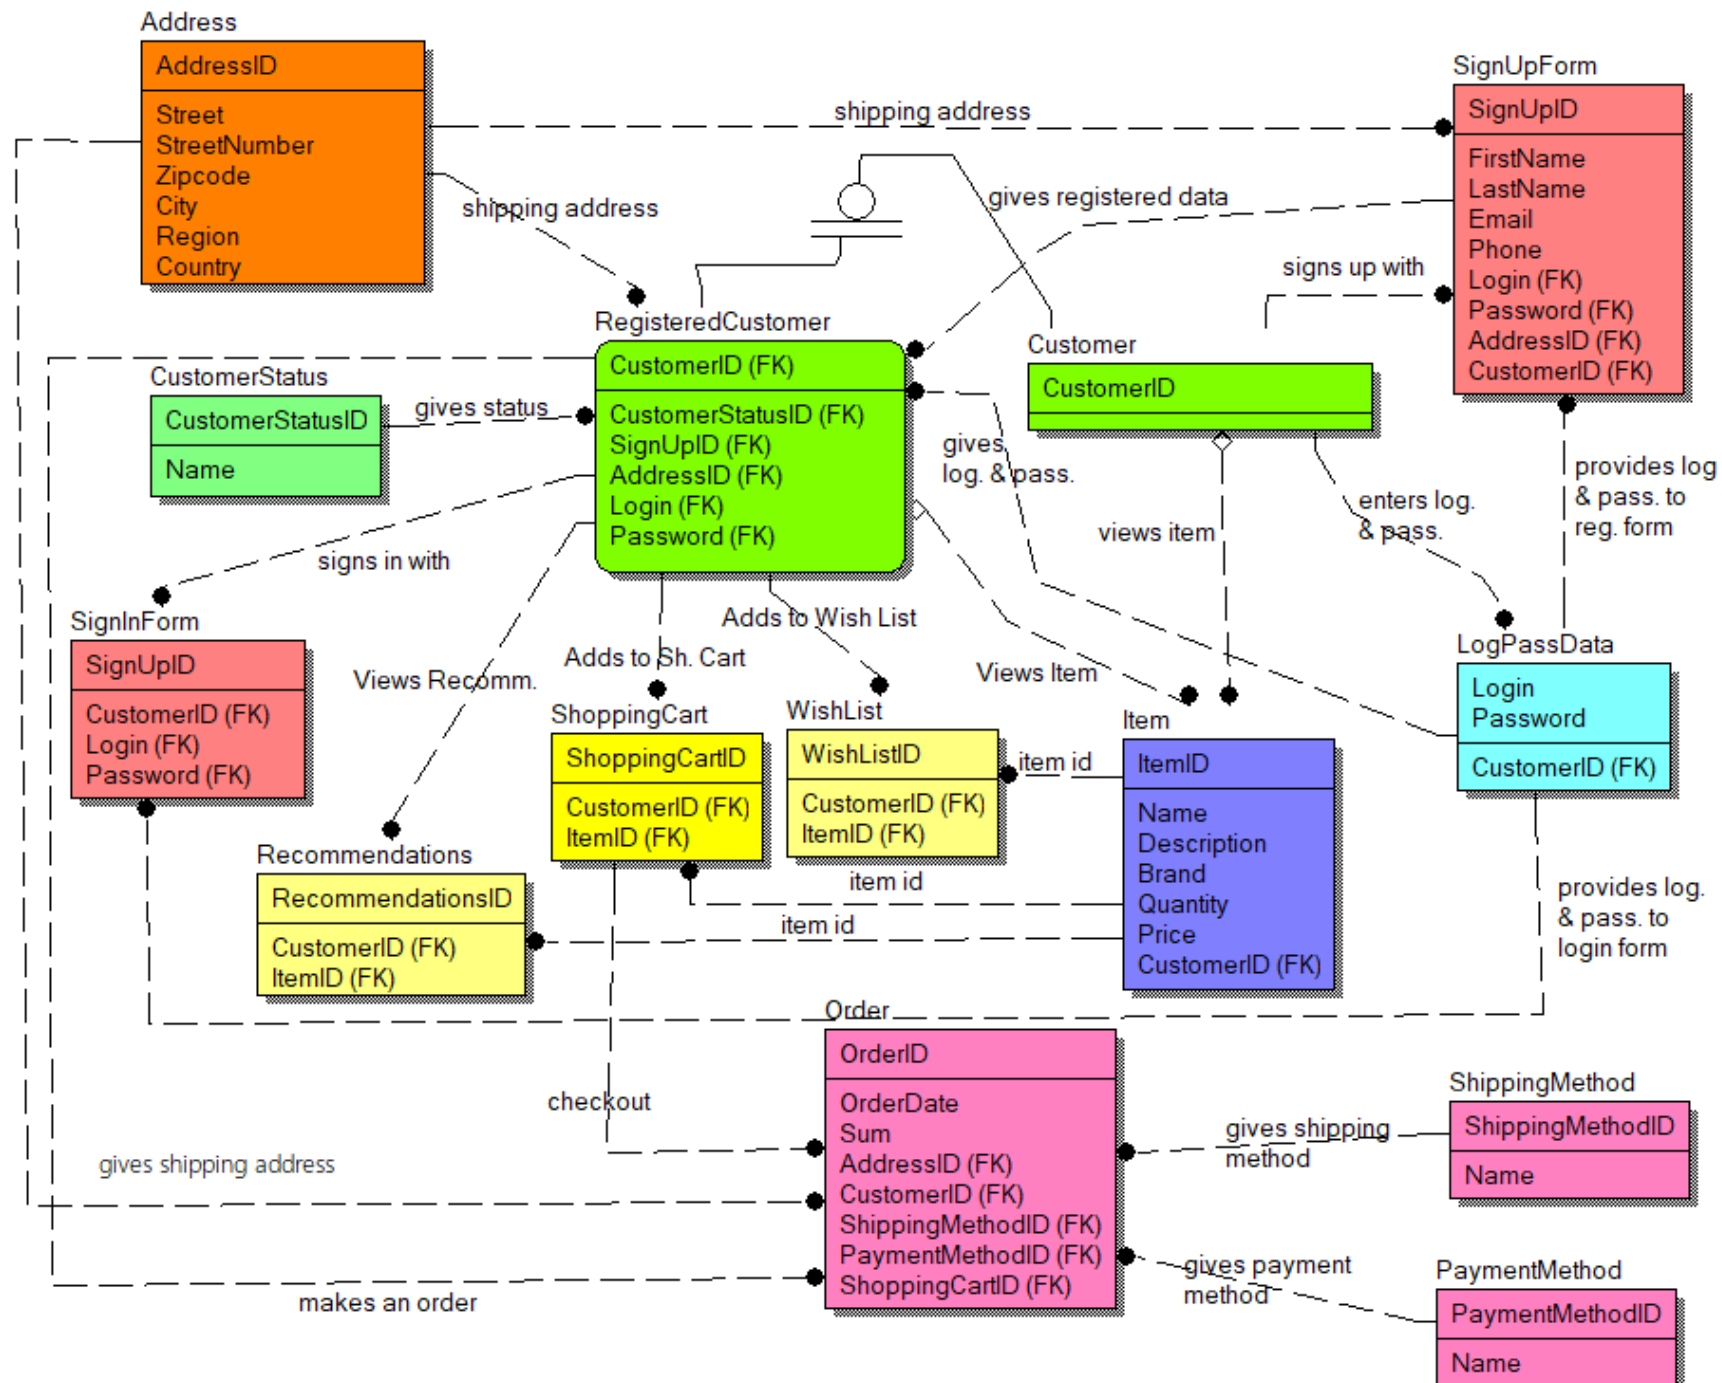 Address
AddressID
Street
StreetNumber
Zipcode
City
Region
Country
shipping address
SignUpForm
SignUpID
FirstName
LastName
Email
Phone
Login (FK)
Password (FK)
AddressID (FK)
CustomerID (FK)
shipping address
gives registered data
signs up with
RegisteredCustomer
CustomerID (FK)
CustomerStatusID (FK)
SignUpID (FK)
AddressID (FK)
Login (FK)
Password (FK)
Customer
CustomerID
CustomerStatus
CustomerStatusID
Name
gives status
gives
log. & pass.
views item
enters log.
& pass.
provides log
& pass. to
reg. form
signs in with
SignInForm
SignUpID
CustomerID (FK)
Login (FK)
Password (FK)
Views Recomm.
Adds to Sh. Cart
Adds to Wish List
Views Item
LogPassData
Login
Password
CustomerID (FK)
ShoppingCart
ShoppingCartID
CustomerID (FK)
ItemID (FK)
WishList
WishListID
CustomerID (FK)
ItemID (FK)
item id
Item
ItemID
Name
Description
Brand
Quantity
Price
CustomerID (FK)
Recommendations
RecommendationsID
CustomerID (FK)
ItemID (FK)
item id
item id
provides log.
& pass. to
login form
Order
OrderID
OrderDate
Sum
AddressID (FK)
CustomerID (FK)
ShippingMethodID (FK)
PaymentMethodID (FK)
ShoppingCartID (FK)
checkout
gives shipping address
makes an order
gives shipping
method
ShippingMethod
ShippingMethodID
Name
gives payment
method
PaymentMethod
PaymentMethodID
Name